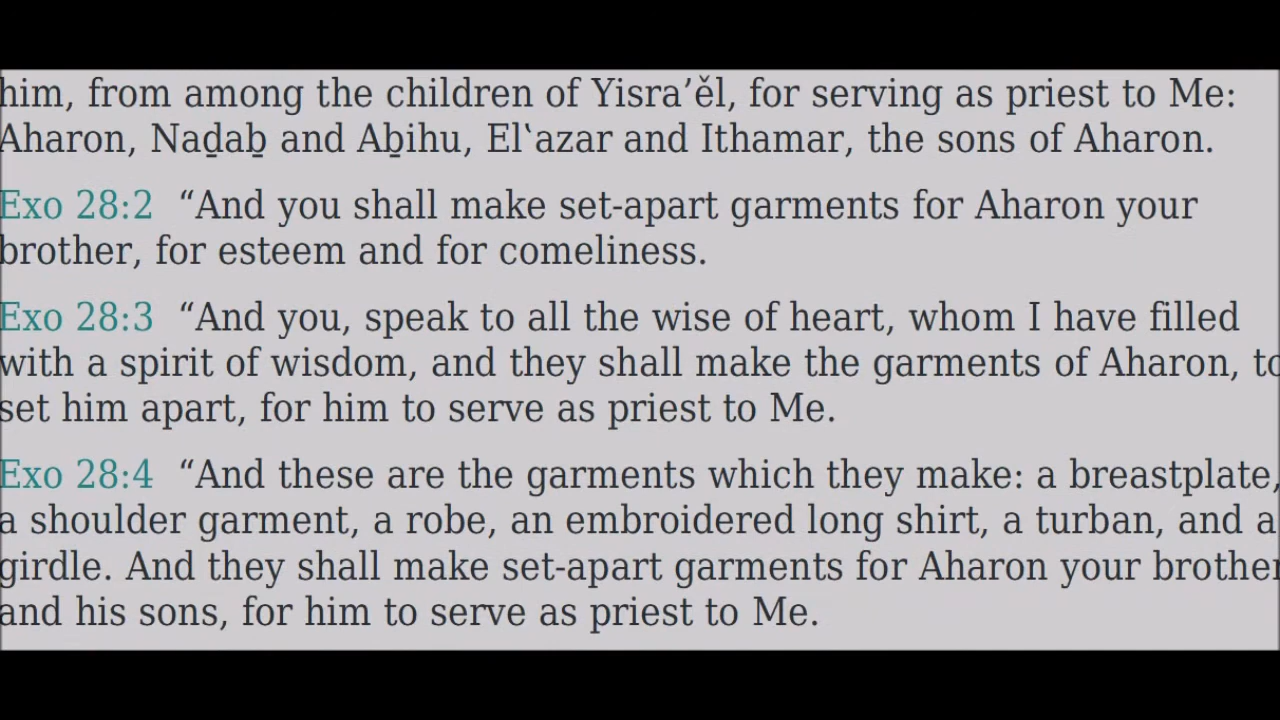 him, from among the children of Yisra’ěl, for serving as priest to Me:
Aharon, Naḏaḇ and Aḇihu, El‛azar and Ithamar, the sons of Aharon.
Exo 28:2 “And you shall make set-apart garments for Aharon your
brother, for esteem and for comeliness.
Exo 28:3 “And you, speak to all the wise of heart, whom I have filled
with a spirit of wisdom, and they shall make the garments of Aharon, to
set him apart, for him to serve as priest to Me.
Exo 28:4 “And these are the garments which they make: a breastplate,
a shoulder garment, a robe, an embroidered long shirt, a turban, and a
girdle. And they shall make set-apart garments for Aharon your brother
and his sons, for him to serve as priest to Me.